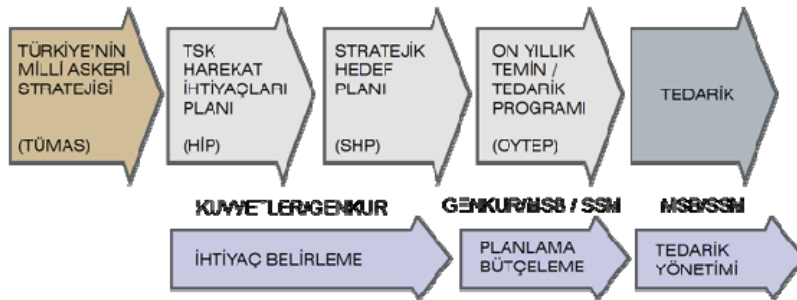 TÜRKİYE'NİN
MİLLİ ASKERİ
STRATEJİSİ
(TÜMAS)
TSK
HAREKAT
İHTİYAÇLARI
PLANI
(HİP)
STRATEJİK
HEDEF
PLANI
(SHP)
ON YILLIK
TEMİN /
TEDARİK
PROGRAMI
(OYTEP)
TEDARİK
KUVVETLER/GENKUR
GENKUR/MSB / SSM
MSB/SSM
İHTİYAÇ BELİRLEME
PLANLAMA
BÜTÇELEME
TEDARİK
YÖNETİMİ